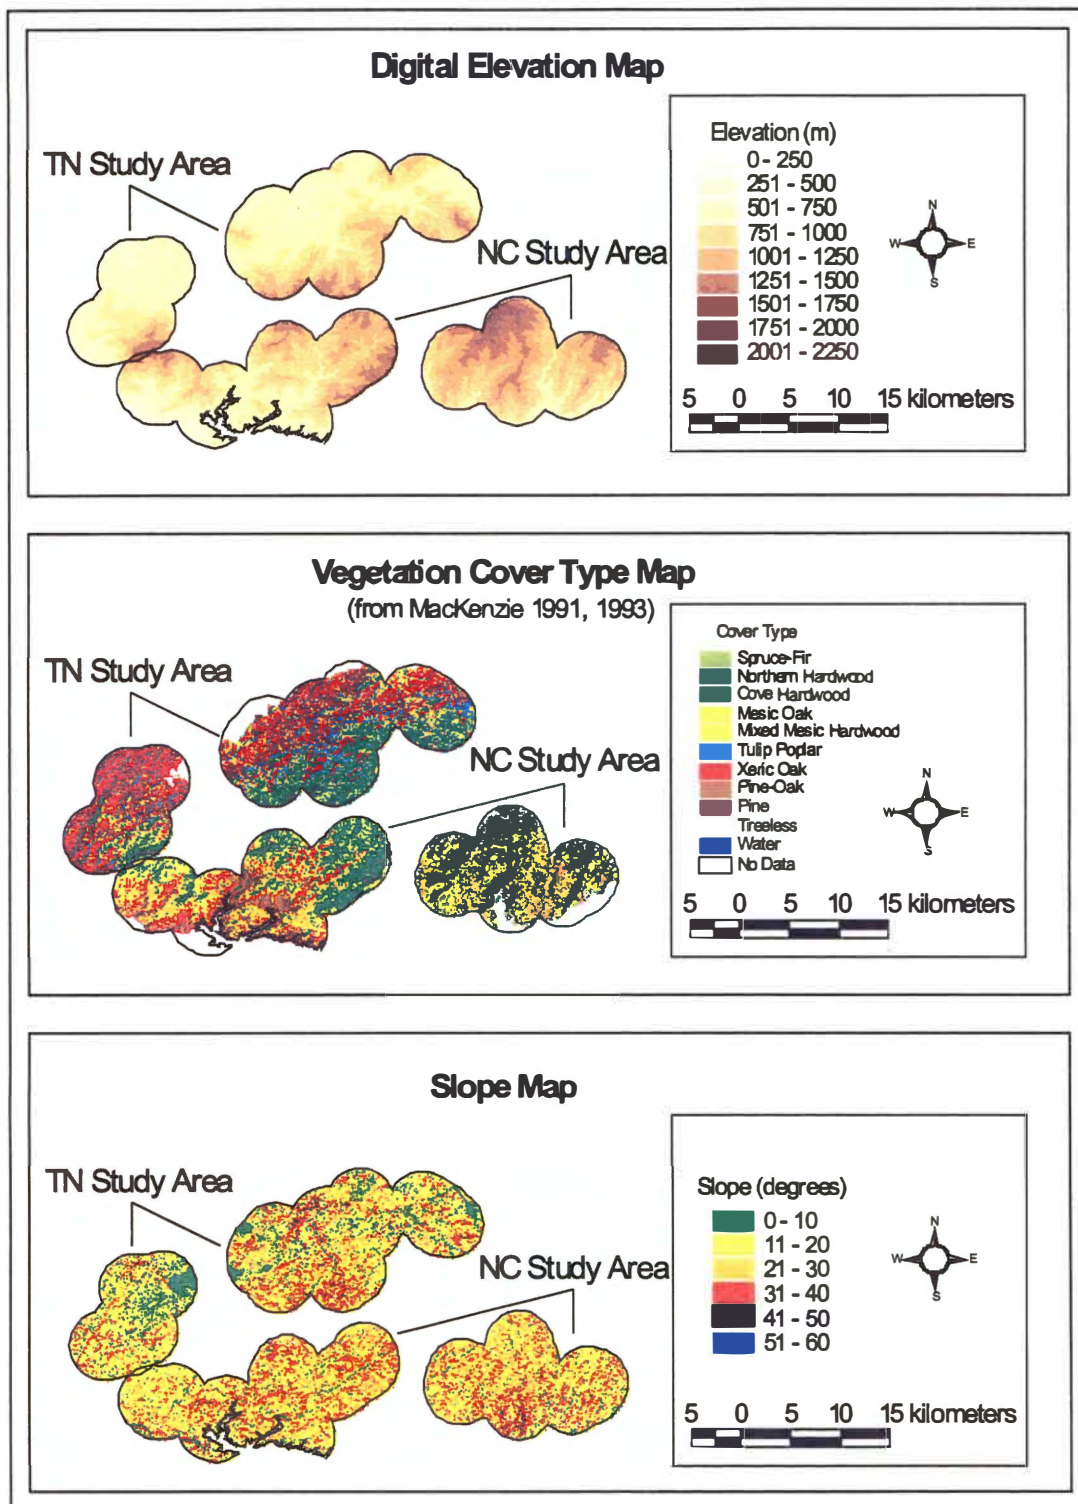 Digital Elevation Map
TN Study Area
NC Study Area
Elevation (m)
0 - 250
251 - 500
501 - 750
751 - 1000
1001 - 1250
1251 - 1500
1501 - 1750
1751 - 2000
2001 - 2250
N
W E
S
5 0 5 10 15 kilometers
Vegetation Cover Type Map
(from MacKenzie 1991, 1993)
TN Study Area
NC Study Area
Cover Type
Spruce-Fir
Northern Hardwood
Cove Hardwood
Mesic Oak
Mixed Mesic Hardwood
Tulip Poplar
Xeric Oak
Pine-Oak
Pine
Treeless
Water
No Data
N
W E
S
5 0 5 10 15 kilometers
Slope Map
TN Study Area
NC Study Area
Slope (degrees)
0 - 10
11 - 20
21 - 30
31 - 40
41 - 50
51 - 60
N
W E
S
5 0 5 10 15 kilometers